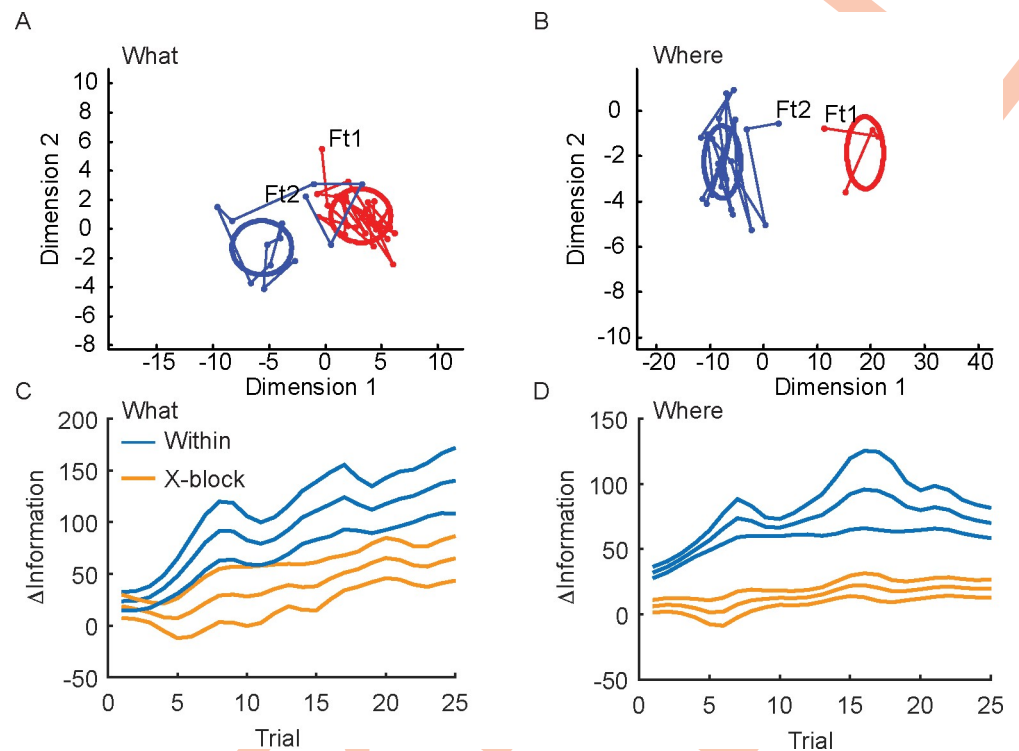 A
What
10
8
6
4
2
0
-2
-4
-6
-8
Dimension 2
Ft1
Ft2
-15 -10 -5 0 5 10
Dimension 1
B
Where
0
-2
-4
-6
-8
-10
Dimension 2
Ft2 Ft1
-20 -10 0 10 20 30 40
Dimension 1
C
What
Within
X-block
200
150
100
50
0
-50
ΔInformation
0 5 10 15 20 25
Trial
D
Where
150
100
50
0
-50
ΔInformation
0 5 10 15 20 25
Trial